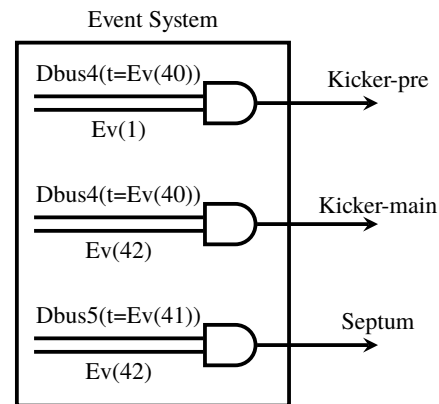 Event System
Dbus4(t=Ev(40))
Kicker-pre
Ev(1)
Dbus4(t=Ev(40))
Kicker-main
Ev(42)
Dbus5(t=Ev(41))
Septum
Ev(42)